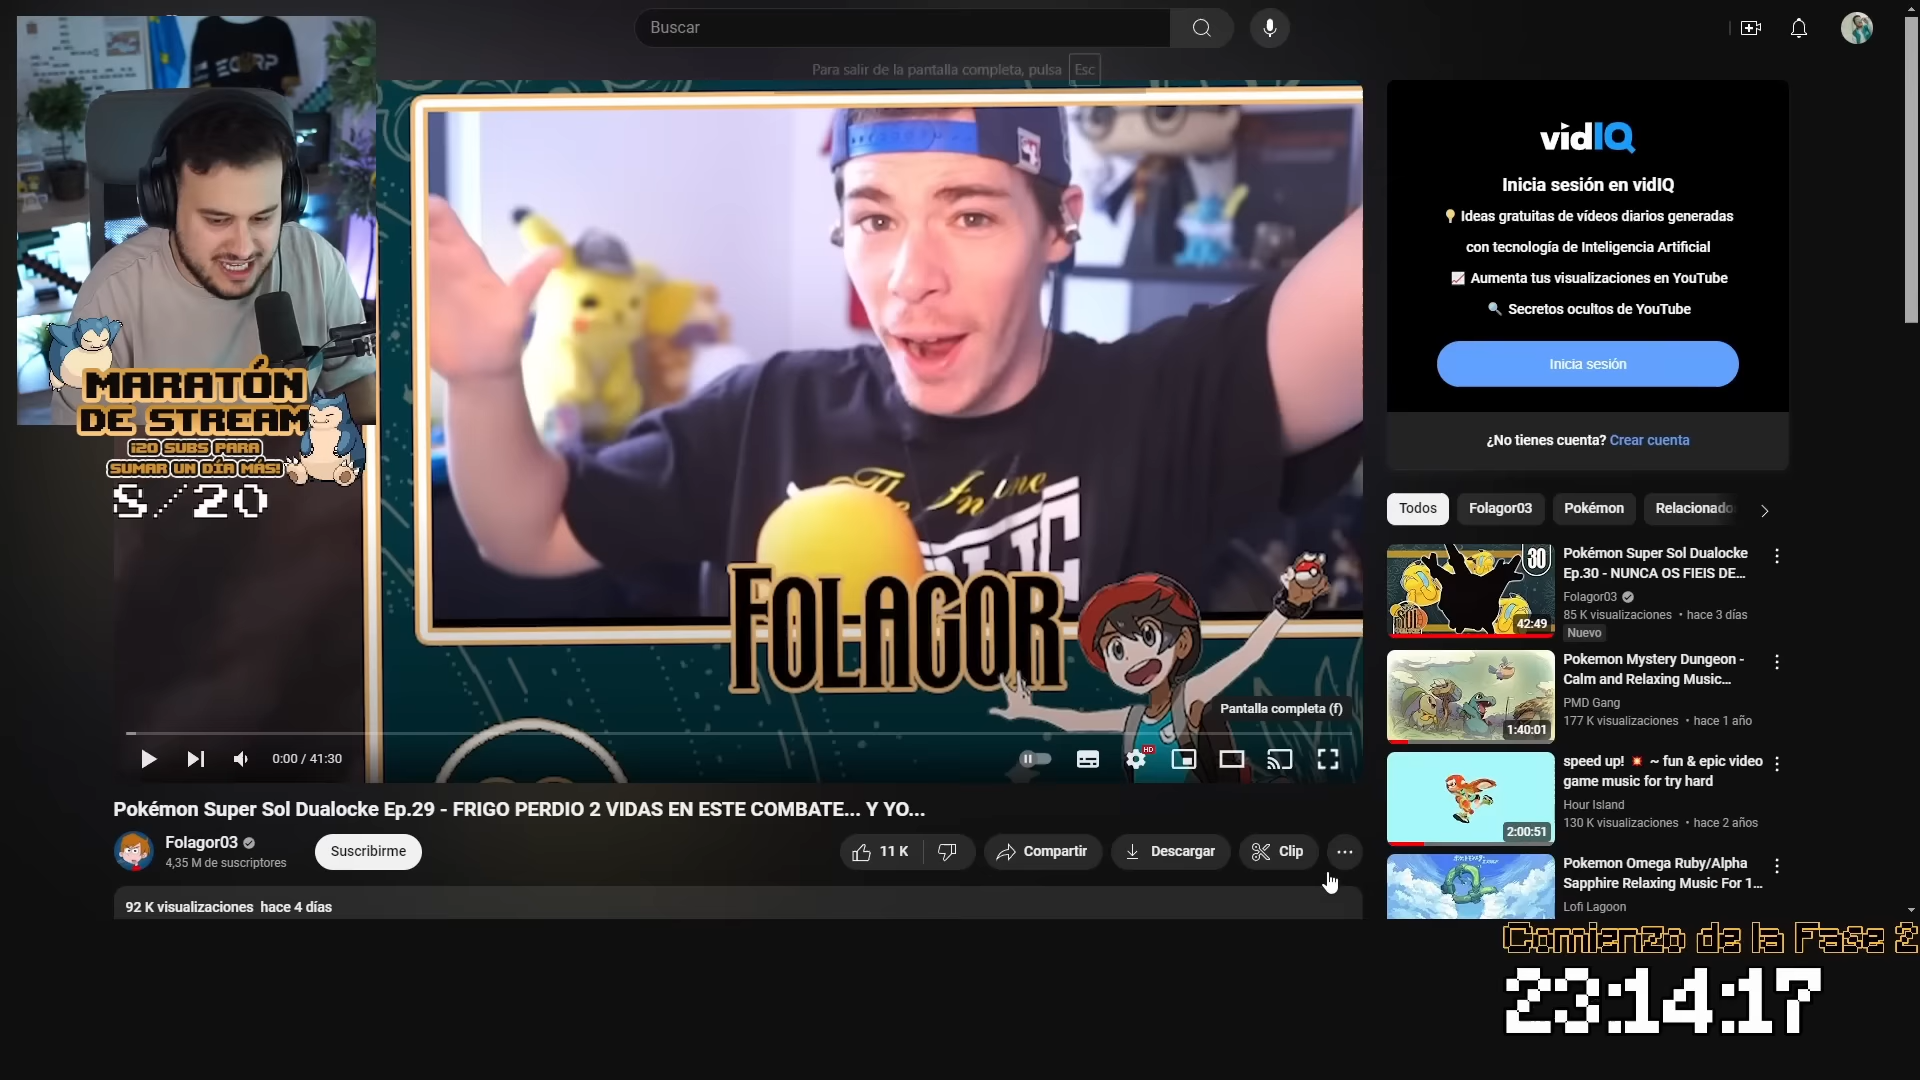 Buscar
Para salir de la pantalla completa, pulsa Esc
MARATÓN
DE STREAM
¡20 SUBS PARA
SUMAR UN DÍA MÁS!
8/20
FOLAGOR
Pantalla completa (f)
0:00 / 41:30
HD
Pokémon Super Sol Dualocke Ep.29 - FRIGO PERDIO 2 VIDAS EN ESTE COMBATE... Y YO...
Folagor03
4,35 M de suscriptores
Suscribirme
11 K
Compartir
Descargar
Clip
92 K visualizaciones hace 4 días
vidIQ
Inicia sesión en vidIQ
Ideas gratuitas de vídeos diarios generadas
con tecnología de Inteligencia Artificial
Aumenta tus visualizaciones en YouTube
Secretos ocultos de YouTube
Inicia sesión
¿No tienes cuenta? Crear cuenta
Todos
Folagor03
Pokémon
Relacionado
30
42:49
Pokémon Super Sol Dualocke
Ep.30 - NUNCA OS FIEIS DE...
Folagor03
85 K visualizaciones • hace 3 días
Nuevo
1:40:01
Pokemon Mystery Dungeon -
Calm and Relaxing Music...
PMD Gang
177 K visualizaciones • hace 1 año
2:00:51
speed up! 💥 ~ fun & epic video
game music for try hard
Hour Island
130 K visualizaciones • hace 2 años
Pokemon Omega Ruby/Alpha
Sapphire Relaxing Music For 1...
Lofi Lagoon
Comienzo de la Fase 2
23:14:17